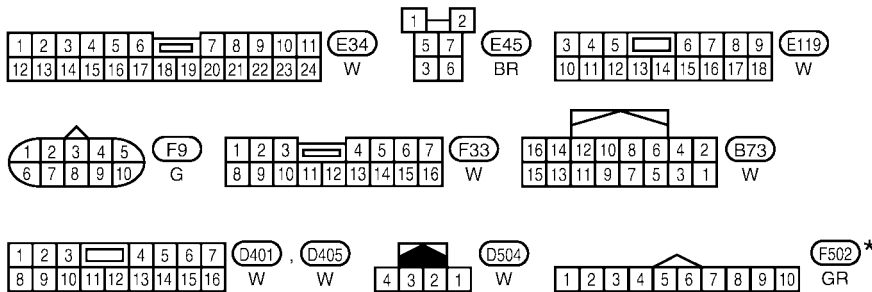 1 2 3 4 5 6 7 8 9 10 11 E34
12 13 14 15 16 17 18 19 20 21 22 23 24 W
1 2
5 7 E45
3 6 BR
3 4 5 6 7 8 9 E119
10 11 12 13 14 15 16 17 18 W
1 2 3 4 5 F9
6 7 8 9 10 G
1 2 3 4 5 6 7 F33
8 9 10 11 12 13 14 15 16 W
16 14 12 10 8 6 4 2 B73
15 13 11 9 7 5 3 1 W
1 2 3 4 5 6 7 D401 , D405
8 9 10 11 12 13 14 15 16 W W
D504
4 3 2 1 W
F502 *
1 2 3 4 5 6 7 8 9 10 GR